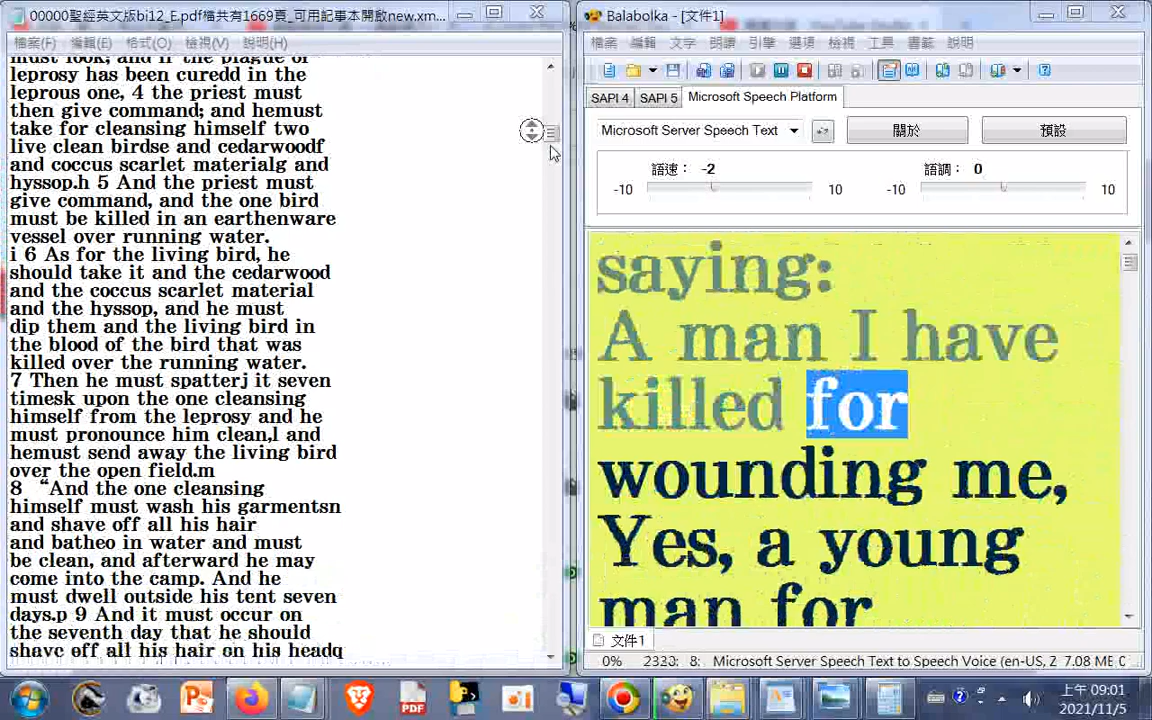 00000聖經英文版bi12_E.pdf檔共有1669頁_可用記事本開啟new.xm...
檔案(F) 編輯(E) 格式(O) 檢視(V) 說明(H)
must look; and if the plague of
leprosy has been curedd in the
leprous one, 4 the priest must
then give command; and hemust
take for cleansing himself two
live clean birdse and cedarwoodf
and coccus scarlet materialg and
hyssop.h 5 And the priest must
give command, and the one bird
must be killed in an earthenware
vessel over running water.
i 6 As for the living bird, he
should take it and the cedarwood
and the coccus scarlet material
and the hyssop, and he must
dip them and the living bird in
the blood of the bird that was
killed over the running water.
7 Then he must spatterj it seven
timesk upon the one cleansing
himself from the leprosy and he
must pronounce him clean,l and
hemust send away the living bird
over the open field.m
8 “And the one cleansing
himself must wash his garmentsn
and shave off all his hair
and batheo in water and must
be clean, and afterward he may
come into the camp. And he
must dwell outside his tent seven
days.p 9 And it must occur on
the seventh day that he should
shave off all his hair on his headq
Balabolka - [文件1]
檔案 編輯 文字 朗讀 引擎 選項 檢視 工具 書籤 說明
SAPI 4 SAPI 5 Microsoft Speech Platform
Microsoft Server Speech Text 關於 預設
語速： -2 語調： 0
-10 10 -10 10
saying:
A man I have
killed for
wounding me,
Yes, a young
man for
文件1
0% 2333: 8: Microsoft Server Speech Text to Speech Voice (en-US, Z 7.08 ME 0
PDF
上午 09:01
2021/11/5